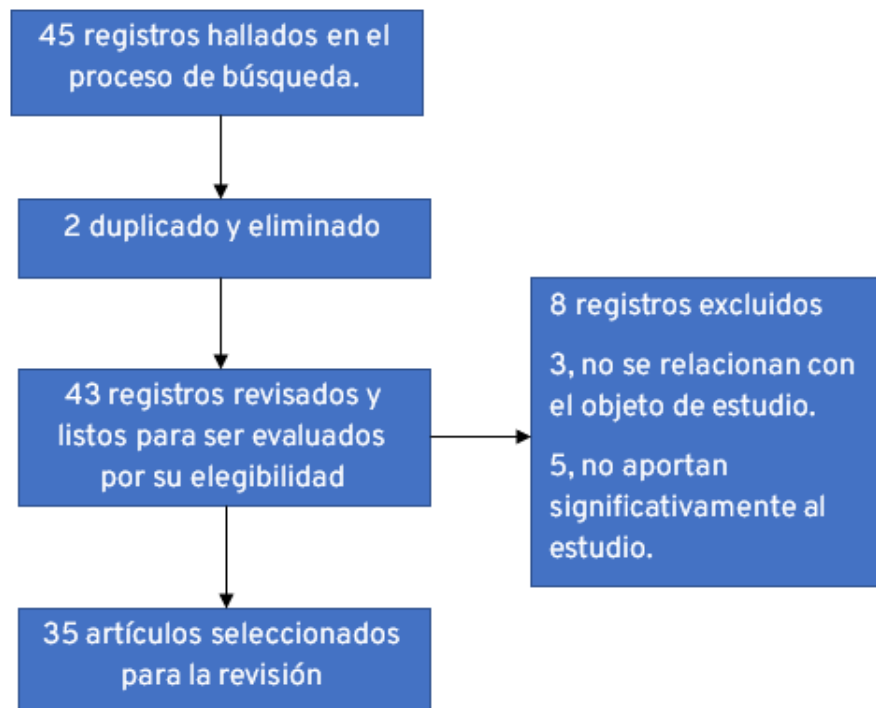 45 registros hallados en el
proceso de búsqueda.
2 duplicado y eliminado
43 registros revisados y
listos para ser evaluados
por su elegibilidad
8 registros excluidos
3, no se relacionan con
el objeto de estudio.
5, no aportan
significativamente al
estudio.
35 artículos seleccionados
para la revisión